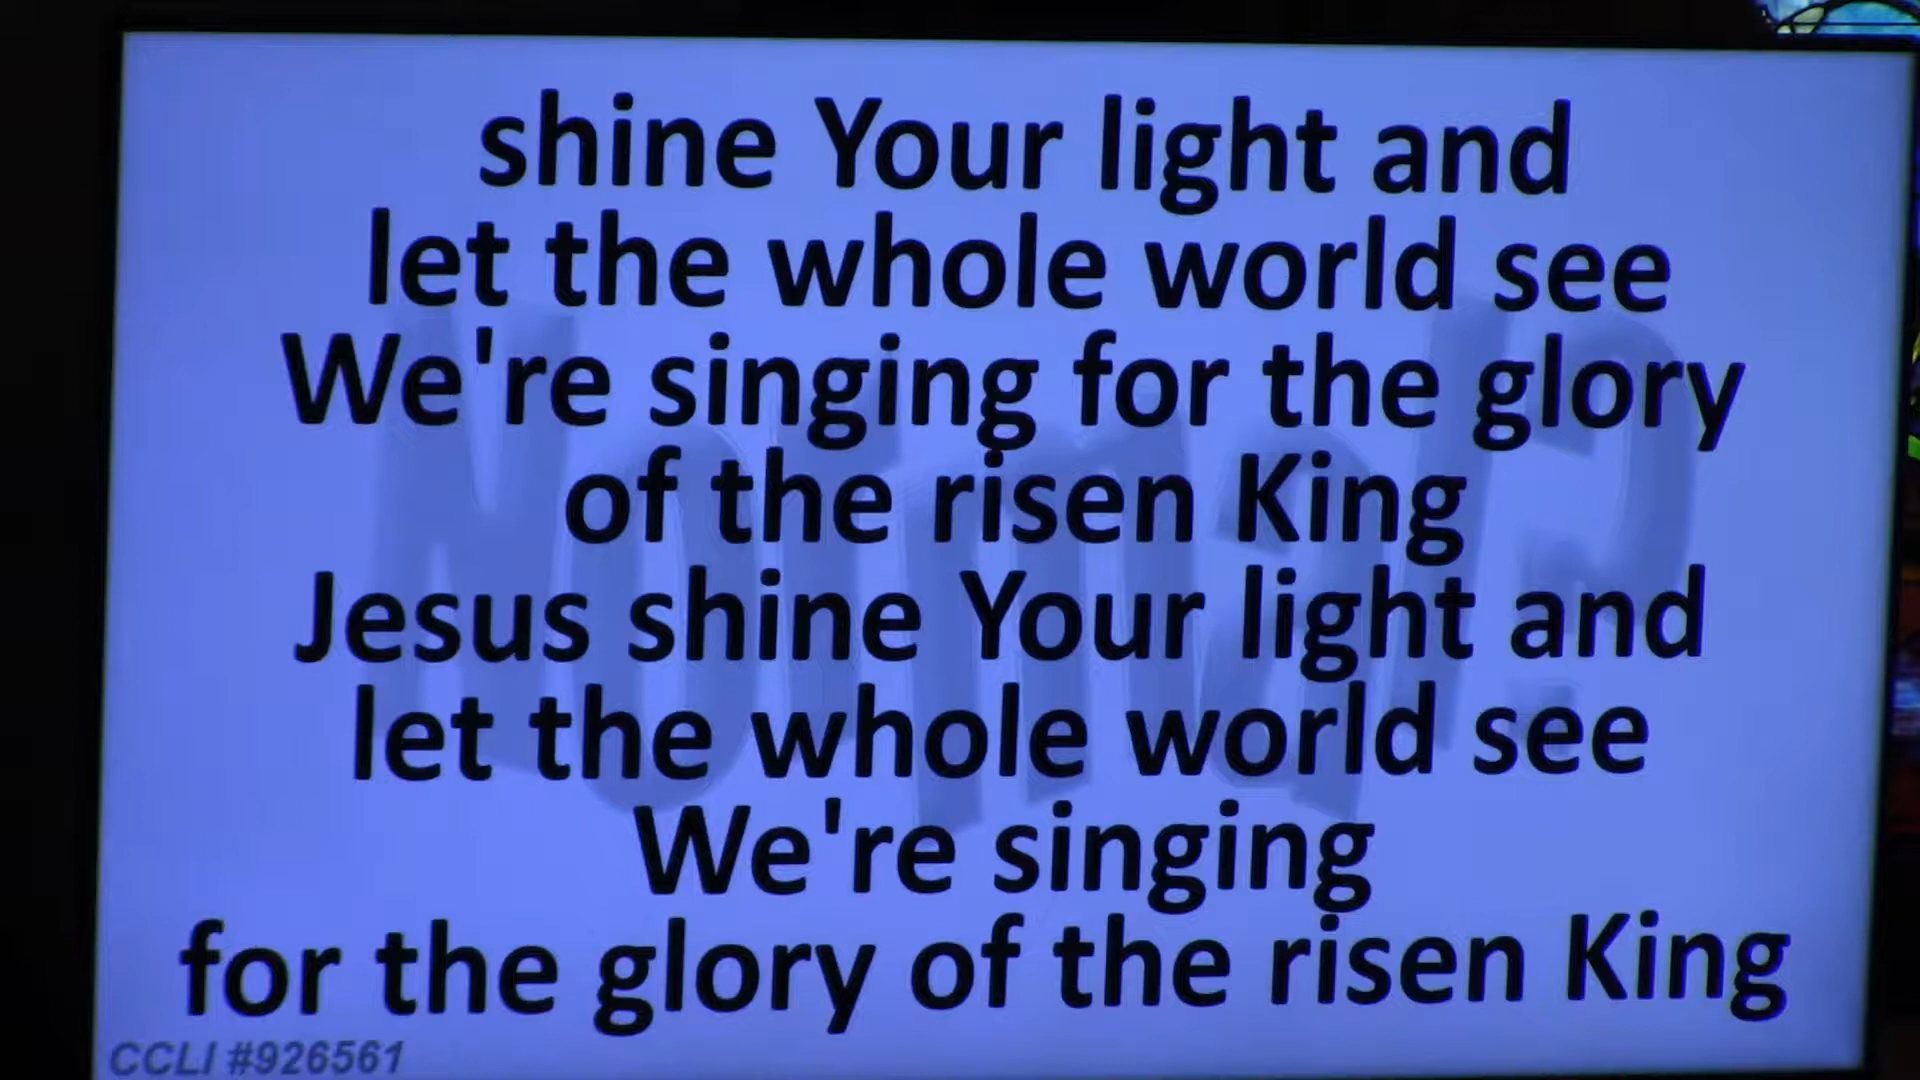 shine Your light and
let the whole world see
We're singing for the glory
of the risen King
Jesus shine Your light and
let the whole world see
We're singing
for the glory of the risen King
Normal?
CCLI #926561